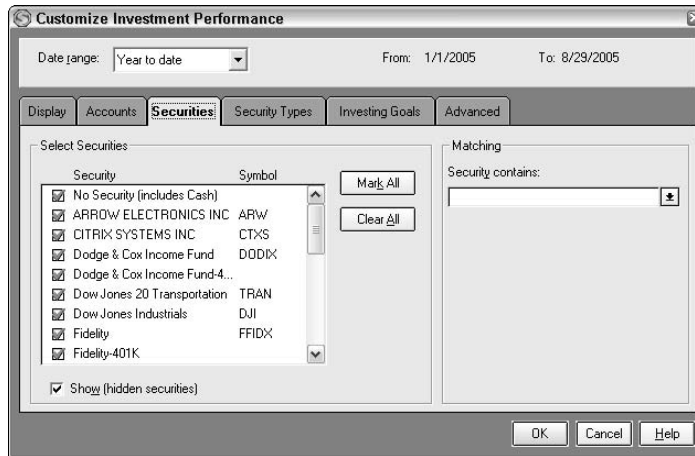 Customize Investment Performance
Date range: Year to date From: 1/1/2005 To: 8/29/2005
Display Accounts Securities Security Types Investing Goals Advanced
Select Securities
Security Symbol
No Security (includes Cash)
ARROW ELECTRONICS INC ARW
CITRIX SYSTEMS INC CTXS
Dodge & Cox Income Fund DODIX
Dodge & Cox Income Fund-4...
Dow Jones 20 Transportation TRAN
Dow Jones Industrials DJI
Fidelity FFIDX
Fidelity-401K
Show (hidden securities)
Mark All
Clear All
Matching
Security contains:
OK Cancel Help